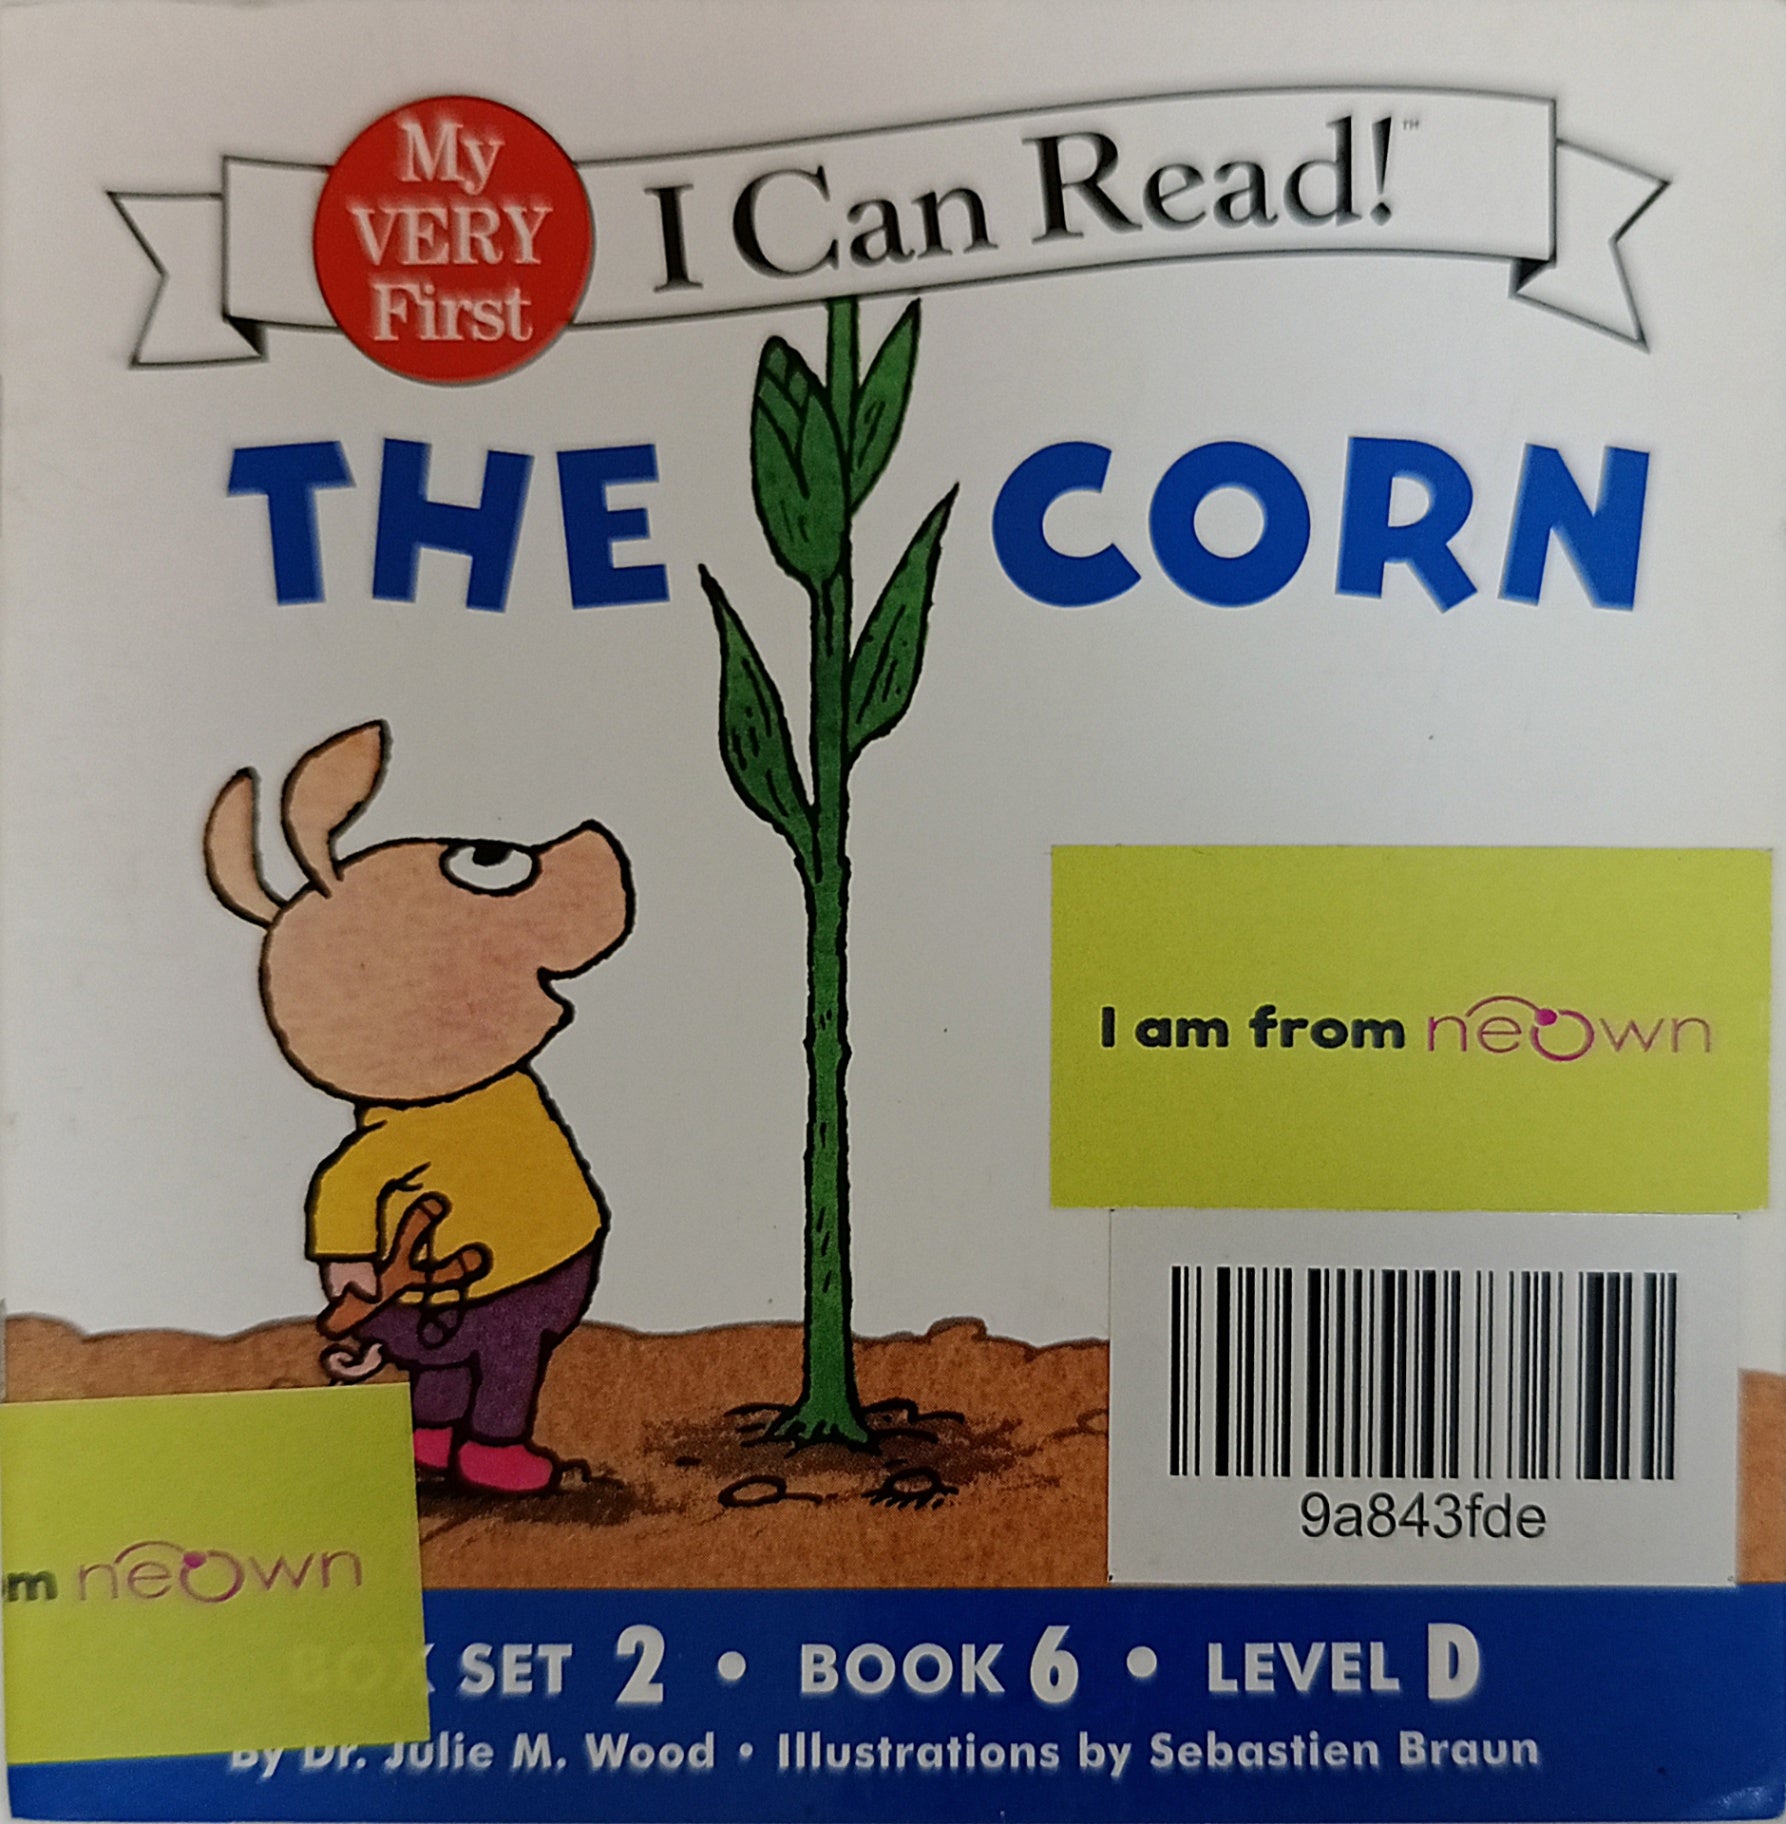 My
VERY
First
I Can Read!™
THE CORN
I am from neown
9a843fde
m neown
BOX SET 2 • BOOK 6 • LEVEL D
By Dr. Julie M. Wood • Illustrations by Sebastien Braun